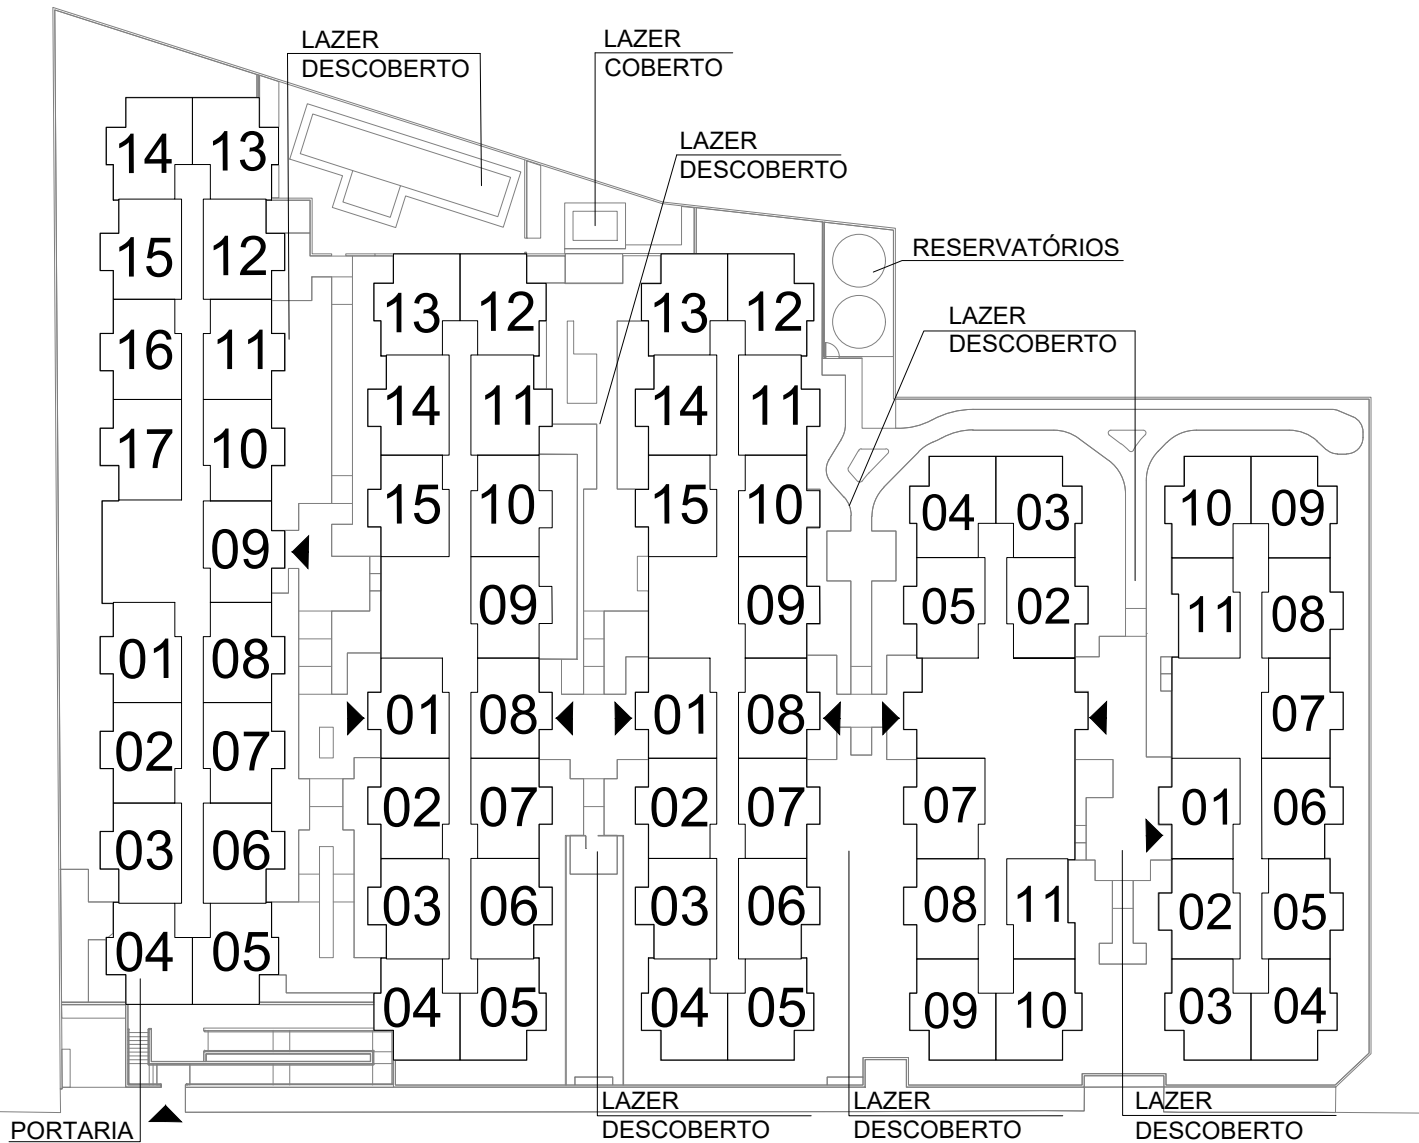 LAZER
DESCOBERTO
LAZER
COBERTO
LAZER
DESCOBERTO
RESERVATÓRIOS
LAZER
DESCOBERTO
14 13
15 12
16 11
17 10
09
01 08
02 07
03 06
04 05
13 12
14 11
15 10
09
01 08
02 07
03 06
04 05
13 12
14 11
15 10
09
01 08
02 07
03 06
04 05
04 03
05 02
07
08 11
09 10
10 09
11 08
07
01 06
02 05
03 04
PORTARIA
LAZER
DESCOBERTO
LAZER
DESCOBERTO
LAZER
DESCOBERTO